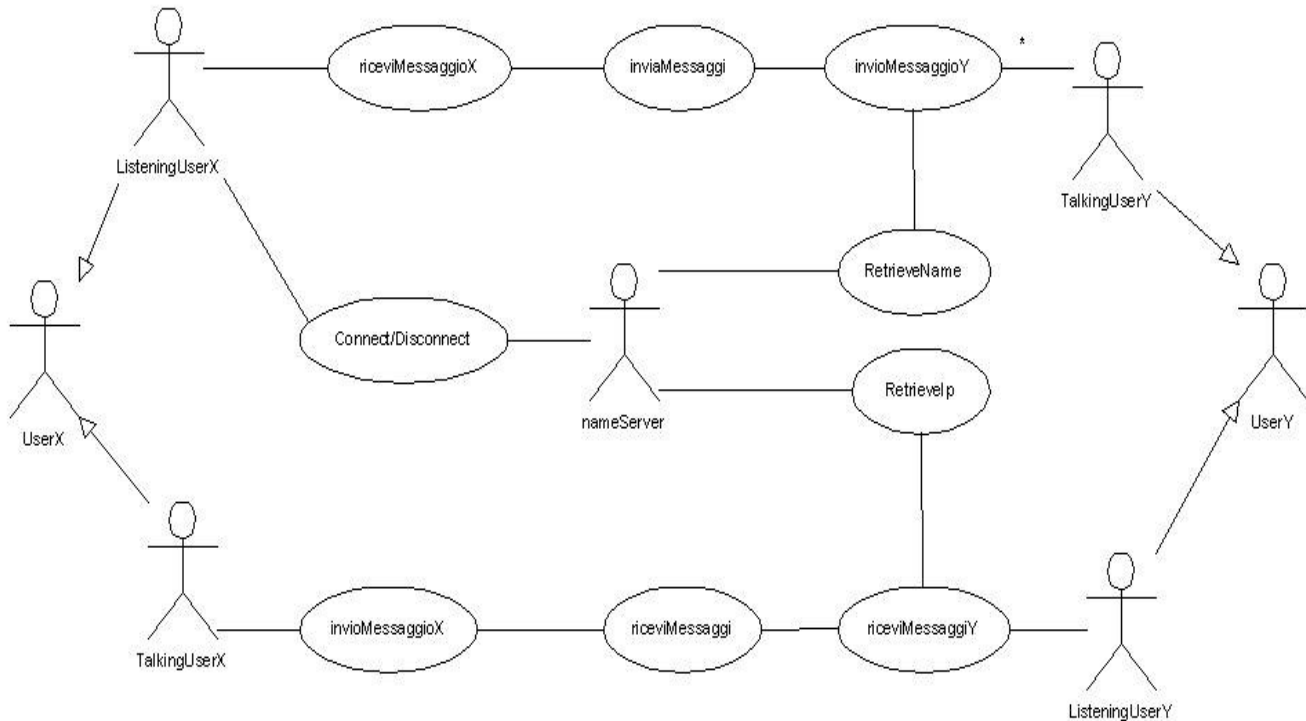 *
riceviMessaggioX
inviaMessaggi
invioMessaggioY
ListeningUserX
TalkingUserY
RetrieveName
Connect/Disconnect
RetrieveIp
nameServer
UserX
UserY
invioMessaggioX
riceviMessaggi
riceviMessaggiY
TalkingUserX
ListeningUserY